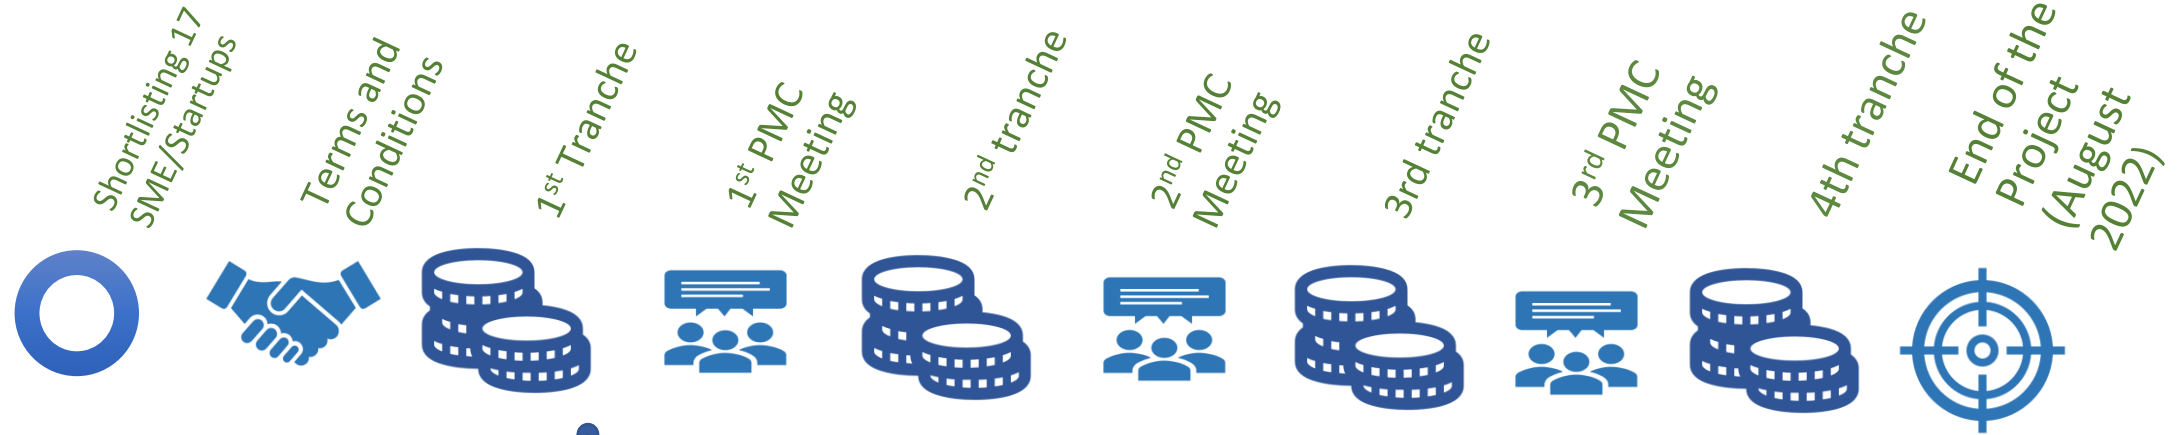 Shortlisting 17
SME/Startups
Terms and
Conditions
1st Tranche
1st PMC
Meeting
2nd tranche
2nd PMC
Meeting
3rd tranche
3rd PMC
Meeting
4th tranche
End of the
Project
(August
2022)